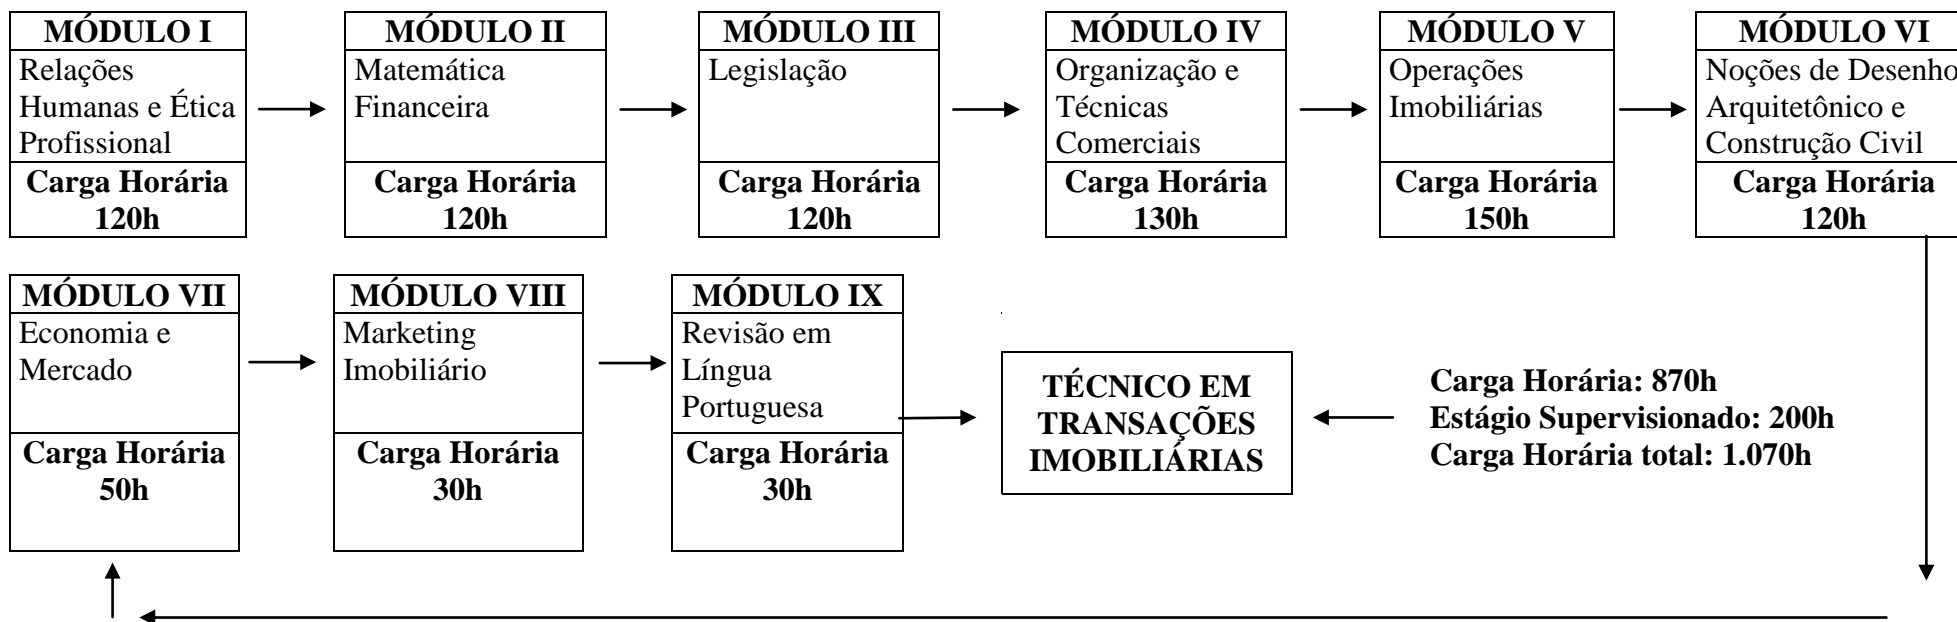 MÓDULO I
Relações
Humanas e Ética
Profissional
Carga Horária
120h
MÓDULO II
Matemática
Financeira
Carga Horária
120h
MÓDULO III
Legislação
Carga Horária
120h
MÓDULO IV
Organização e
Técnicas
Comerciais
Carga Horária
130h
MÓDULO V
Operações
Imobiliárias
Carga Horária
150h
MÓDULO VI
Noções de Desenho
Arquitetônico e
Construção Civil
Carga Horária
120h
MÓDULO VII
Economia e
Mercado
Carga Horária
50h
MÓDULO VIII
Marketing
Imobiliário
Carga Horária
30h
MÓDULO IX
Revisão em
Língua
Portuguesa
Carga Horária
30h
TÉCNICO EM
TRANSAÇÕES
IMOBILIÁRIAS
Carga Horária: 870h
Estágio Supervisionado: 200h
Carga Horária total: 1.070h